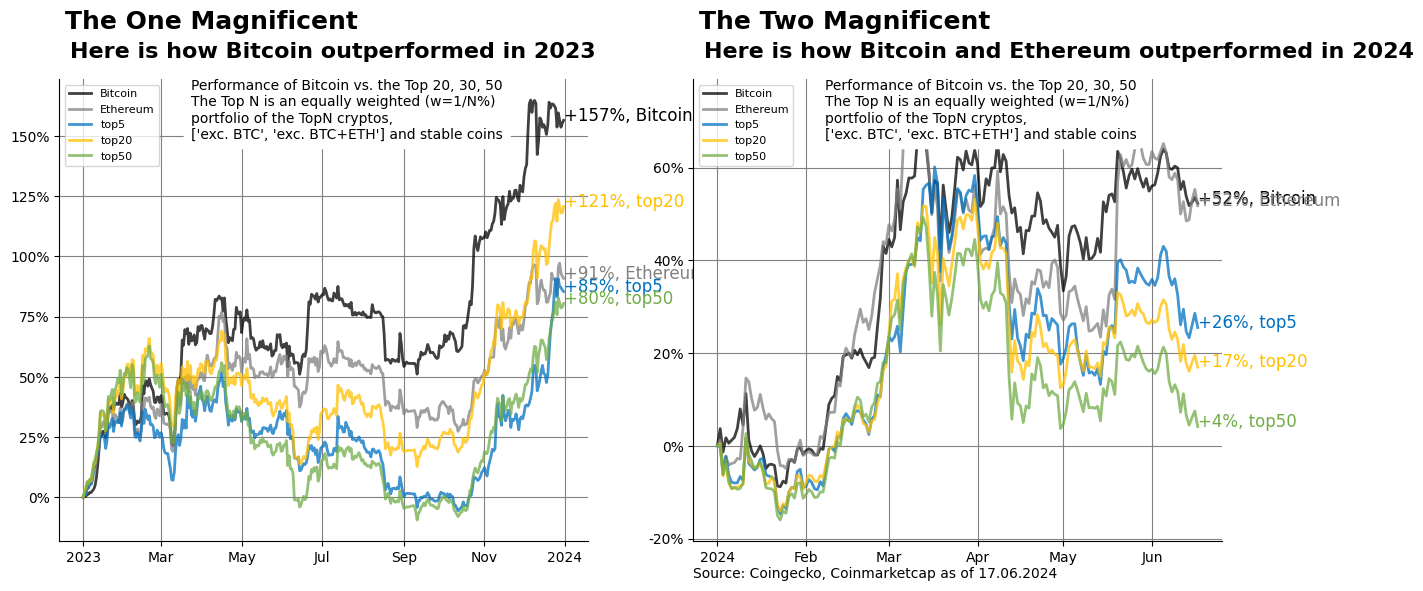 The One Magnificent
Here is how Bitcoin outperformed in 2023
Performance of Bitcoin vs. the Top 20, 30, 50
The Top N is an equally weighted (w=1/N%)
portfolio of the TopN cryptos,
['exc. BTC', 'exc. BTC+ETH'] and stable coins
Bitcoin
Ethereum
top5
top20
top50
150%
125%
100%
75%
50%
25%
0%
+157%, Bitcoin
+121%, top20
+91%, Ethereum
+85%, top5
+80%, top50
2023
Mar
May
Jul
Sep
Nov
2024
The Two Magnificent
Here is how Bitcoin and Ethereum outperformed in 2024
Performance of Bitcoin vs. the Top 20, 30, 50
The Top N is an equally weighted (w=1/N%)
portfolio of the TopN cryptos,
['exc. BTC', 'exc. BTC+ETH'] and stable coins
Bitcoin
Ethereum
top5
top20
top50
60%
40%
20%
0%
-20%
+52%, Bitcoin
+52%, Ethereum
+26%, top5
+17%, top20
+4%, top50
2024
Feb
Mar
Apr
May
Jun
Source: Coingecko, Coinmarketcap as of 17.06.2024